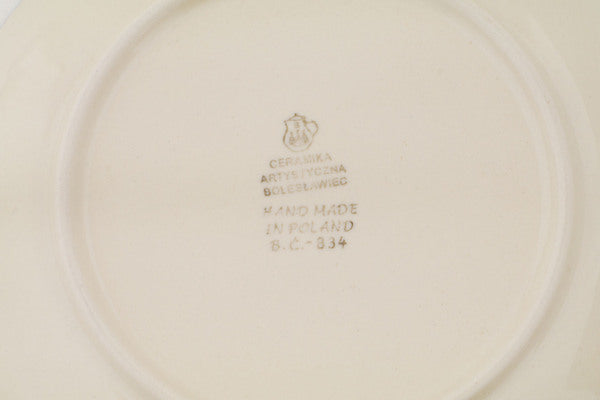 CERAMIKA
ARTYSTYCZNA
BOLESŁAWIEC
HAND MADE
IN POLAND
B.C.-834